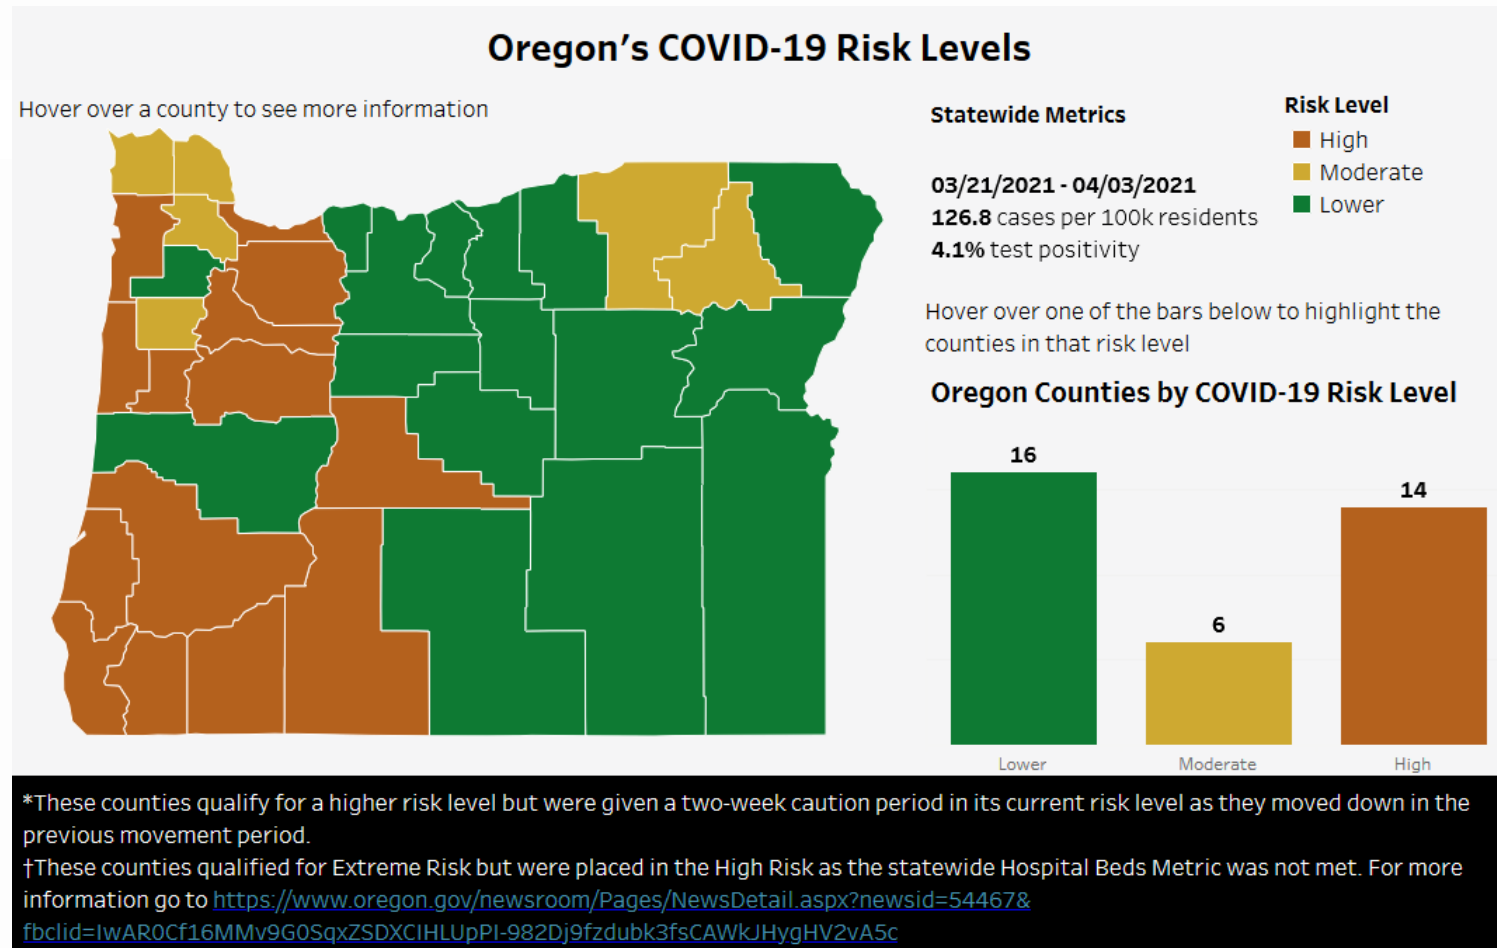 Oregon's COVID-19 Risk Levels
Hover over a county to see more information
Statewide Metrics
03/21/2021 - 04/03/2021
126.8 cases per 100k residents
4.1% test positivity
Risk Level
High
Moderate
Lower
Hover over one of the bars below to highlight the
counties in that risk level
Oregon Counties by COVID-19 Risk Level
16
6
14
Lower
Moderate
High
*These counties qualify for a higher risk level but were given a two-week caution period in its current risk level as they moved down in the
previous movement period.
†These counties qualified for Extreme Risk but were placed in the High Risk as the statewide Hospital Beds Metric was not met. For more
information go to https://www.oregon.gov/newsroom/Pages/NewsDetail.aspx?newsid=54467&
fbclid=IwAR0Cf16MMv9G0SqxZSDXCIHLUpPI-982Dj9fzdubk3fsCAWkJHygHV2vA5c